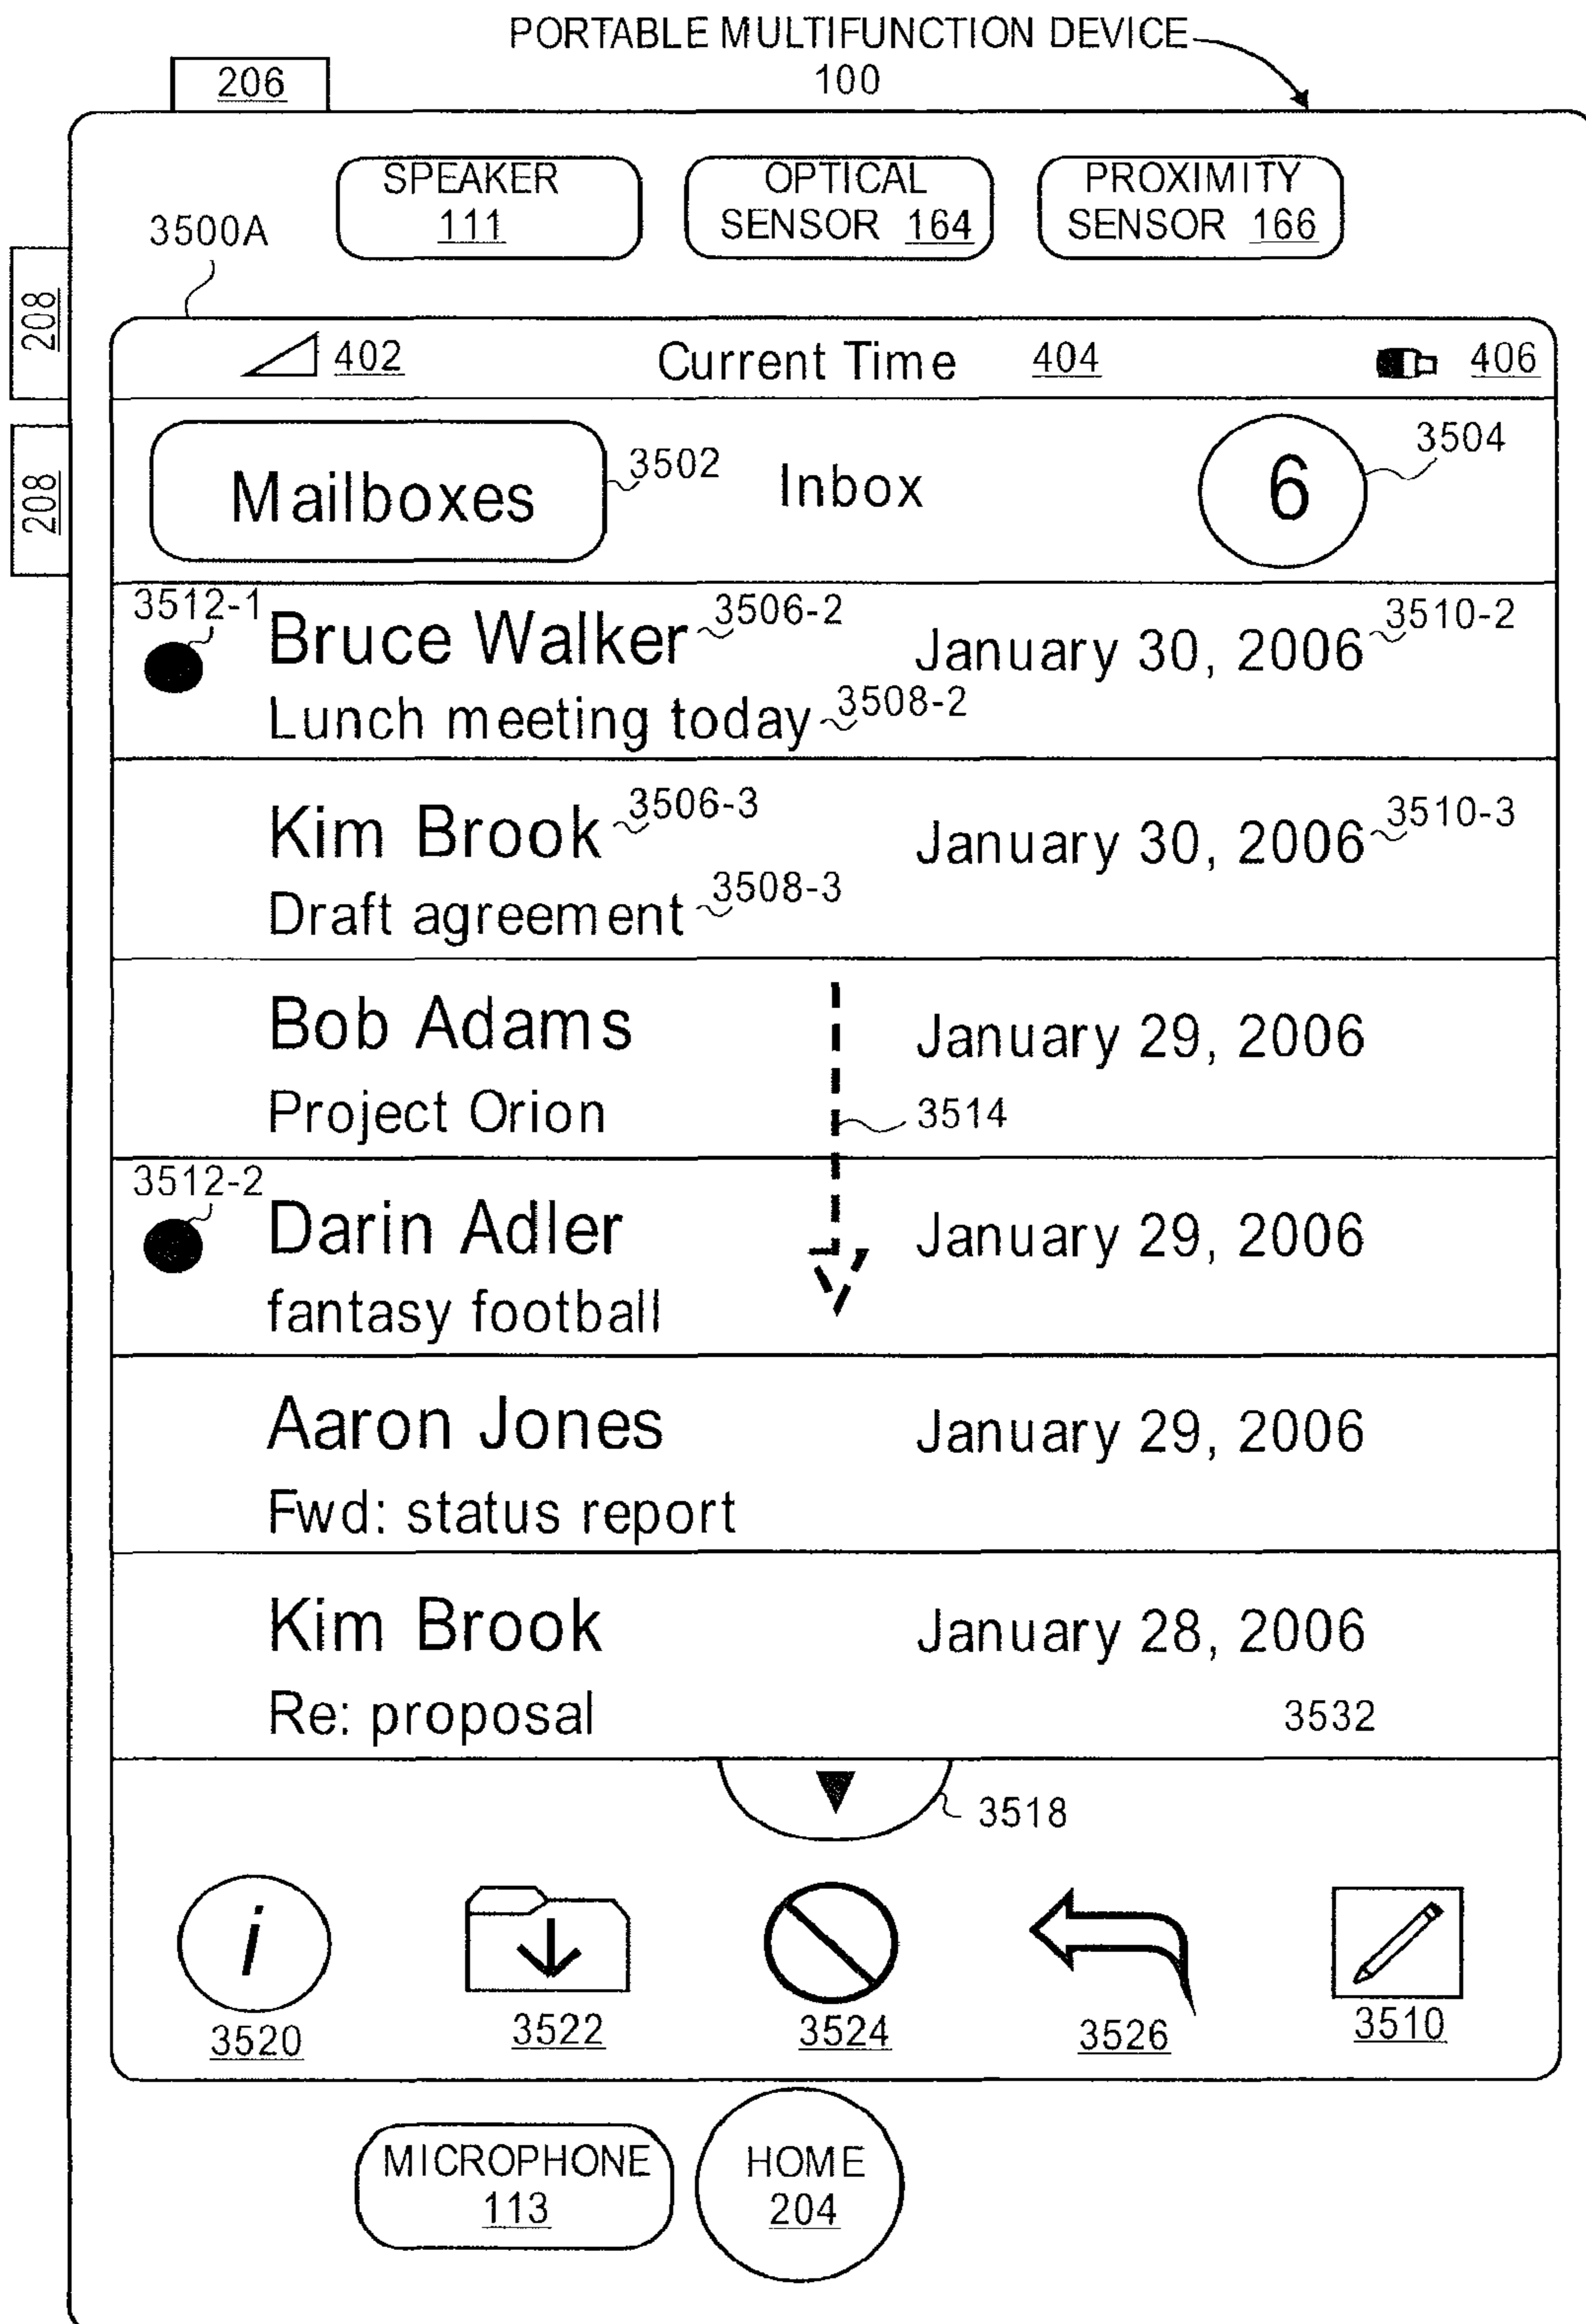 PORTABLE MULTIFUNCTION DEVICE
100
206
SPEAKER
111
OPTICAL
SENSOR 164
PROXIMITY
SENSOR 166
3500A
208
208
402 Current Time 404 406
Mailboxes 3502 Inbox 6 3504
3512-1 Bruce Walker 3506-2 January 30, 2006 3510-2
Lunch meeting today 3508-2
Kim Brook 3506-3 January 30, 2006 3510-3
Draft agreement 3508-3
Bob Adams January 29, 2006
Project Orion 3514
3512-2 Darin Adler January 29, 2006
fantasy football
Aaron Jones January 29, 2006
Fwd: status report
Kim Brook January 28, 2006
Re: proposal 3532
3518
i
3520 3522 3524 3526 3510
MICROPHONE
113
HOME
204